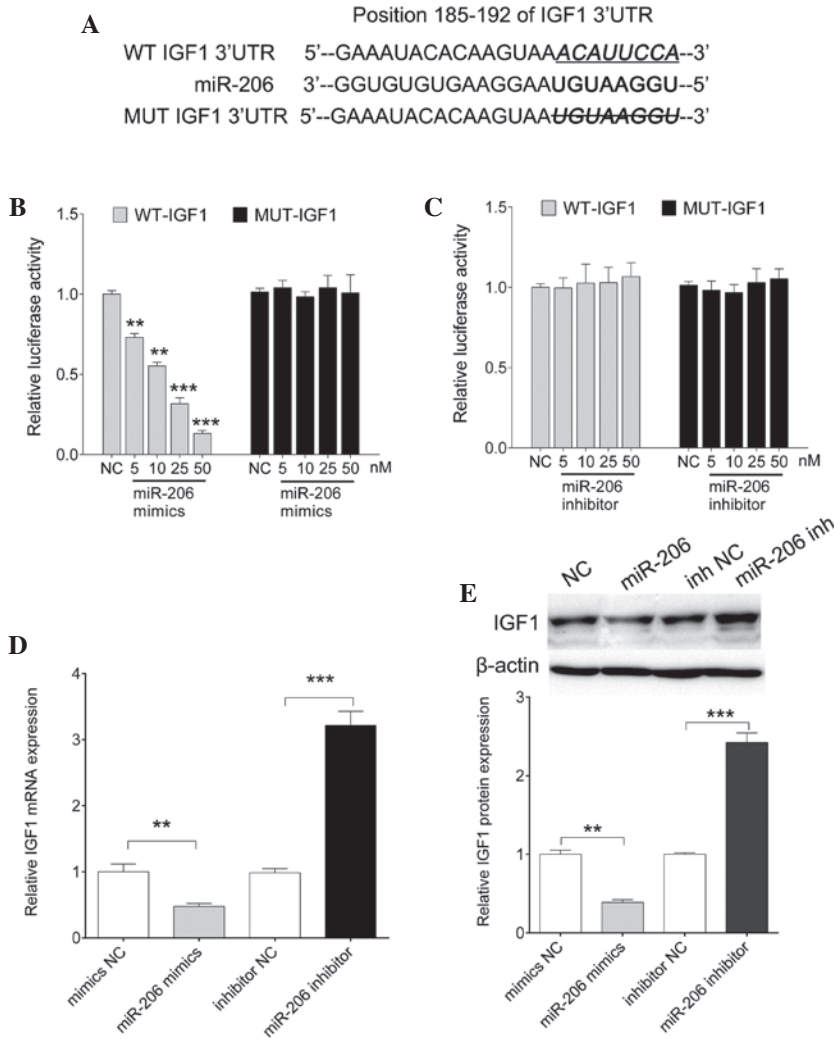 A
Position 185-192 of IGF1 3'UTR
WT IGF1 3'UTR 5'--GAAAUACACAAGUAAACAUUCCA--3'
miR-206 3'--GGUGUGUGAAGGAAUGUAAGGU--5'
MUT IGF1 3'UTR 5'--GAAAUACACAAGUAAUGUAAGGU--3'
B
WT-IGF1 MUT-IGF1
Relative luciferase activity
1.5
1.0
0.5
0.0
** ** *** ***
NC 5 10 25 50 NC 5 10 25 50 nM
miR-206 mimics
miR-206 mimics
C
WT-IGF1 MUT-IGF1
Relative luciferase activity
1.5
1.0
0.5
0.0
NC 5 10 25 50 NC 5 10 25 50 nM
miR-206 inhibitor
miR-206 inhibitor
D
Relative IGF1 mRNA expression
4
3
2
1
0
** ***
mimics NC
miR-206 mimics
inhibitor NC
miR-206 inhibitor
E
NC miR-206 inh NC miR-206 inh
IGF1
β-actin
Relative IGF1 protein expression
3
2
1
0
** ***
mimics NC
miR-206 mimics
inhibitor NC
miR-206 inhibitor